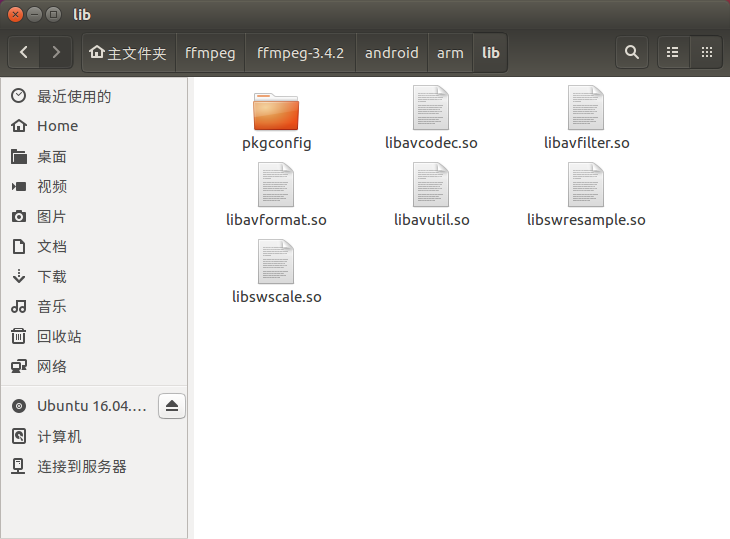 lib
主文件夹 ffmpeg ffmpeg-3.4.2 android arm lib
最近使用的
Home
桌面
视频
图片
文档
下载
音乐
回收站
网络
Ubuntu 16.04....
计算机
连接到服务器
pkgconfig libavcodec.so libavfilter.so
libavformat.so libavutil.so libswresample.so
libswscale.so